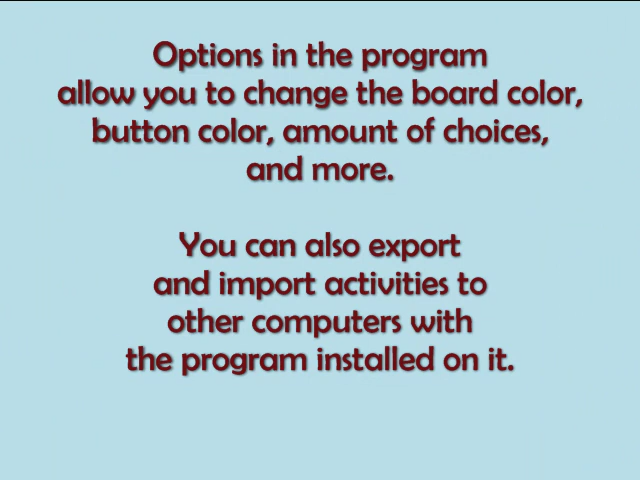 Options in the program
allow you to change the board color,
button color, amount of choices,
and more.
You can also export
and import activities to
other computers with
the program installed on it.